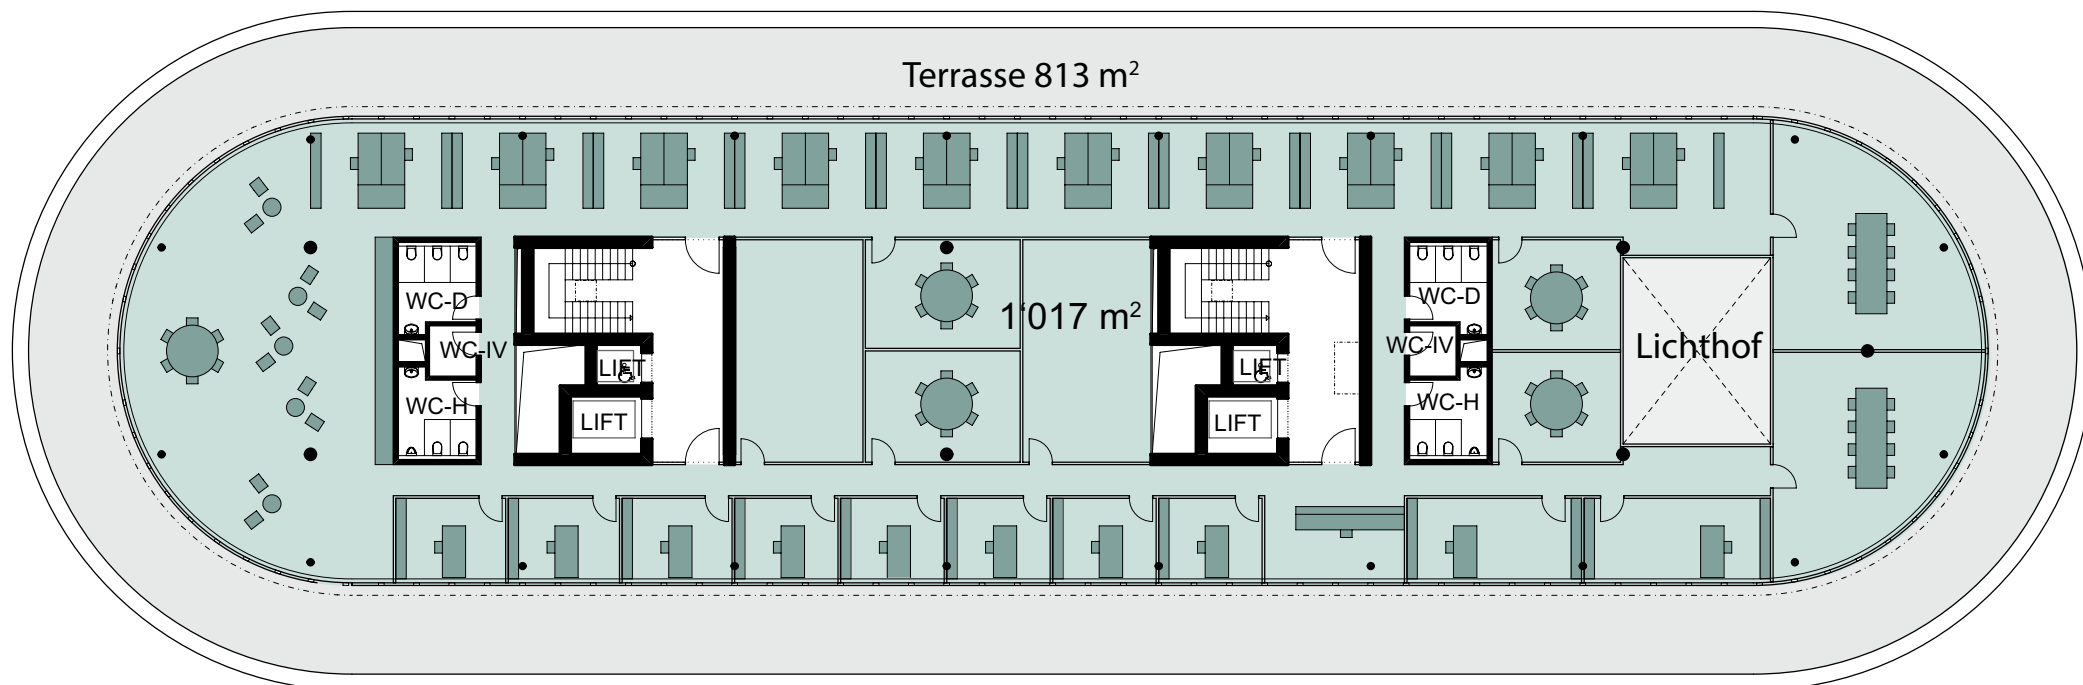 Terrasse 813 m²
WC-D
WC-IV
WC-H
LIFT
LIFT
1'017 m²
LIFT
LIFT
WC-D
WC-IV
WC-H
Lichthof